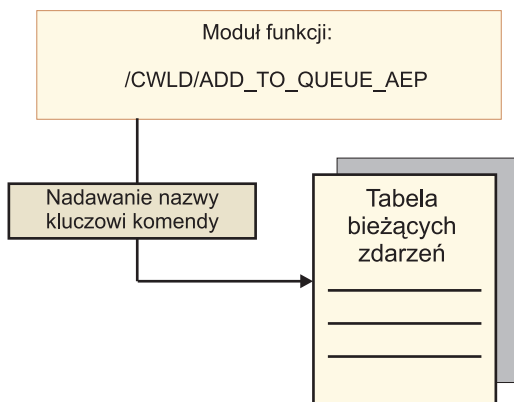 Moduł funkcji:
/CWLD/ADD_TO_QUEUE_AEP
Nadawanie nazwy
kluczowi komendy
Tabela
bieżących
zdarzeń